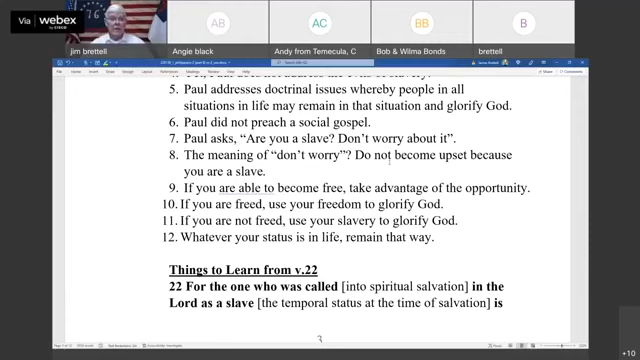 Via webex
BY CISCO
76
AB
AC
BB
B
jim brettell
Angie black
Andy from Temecula, C
Bob & Wilma Bonds
brettell
5. Paul addresses doctrinal issues whereby people in all
situations in life may remain in that situation and glorify God.
6. Paul did not preach a social gospel.
7. Paul asks, “Are you a slave? Don’t worry about it”.
8. The meaning of “don’t worry”? Do not become upset because
you are a slave.
9. If you are able to become free, take advantage of the opportunity.
10. If you are freed, use your freedom to glorify God.
11. If you are not freed, use your slavery to glorify God.
12. Whatever your status is in life, remain that way.
Things to Learn from v.22
22 For the one who was called [into spiritual salvation] in the
Lord as a slave [the temporal status at the time of salvation] is
3
+10